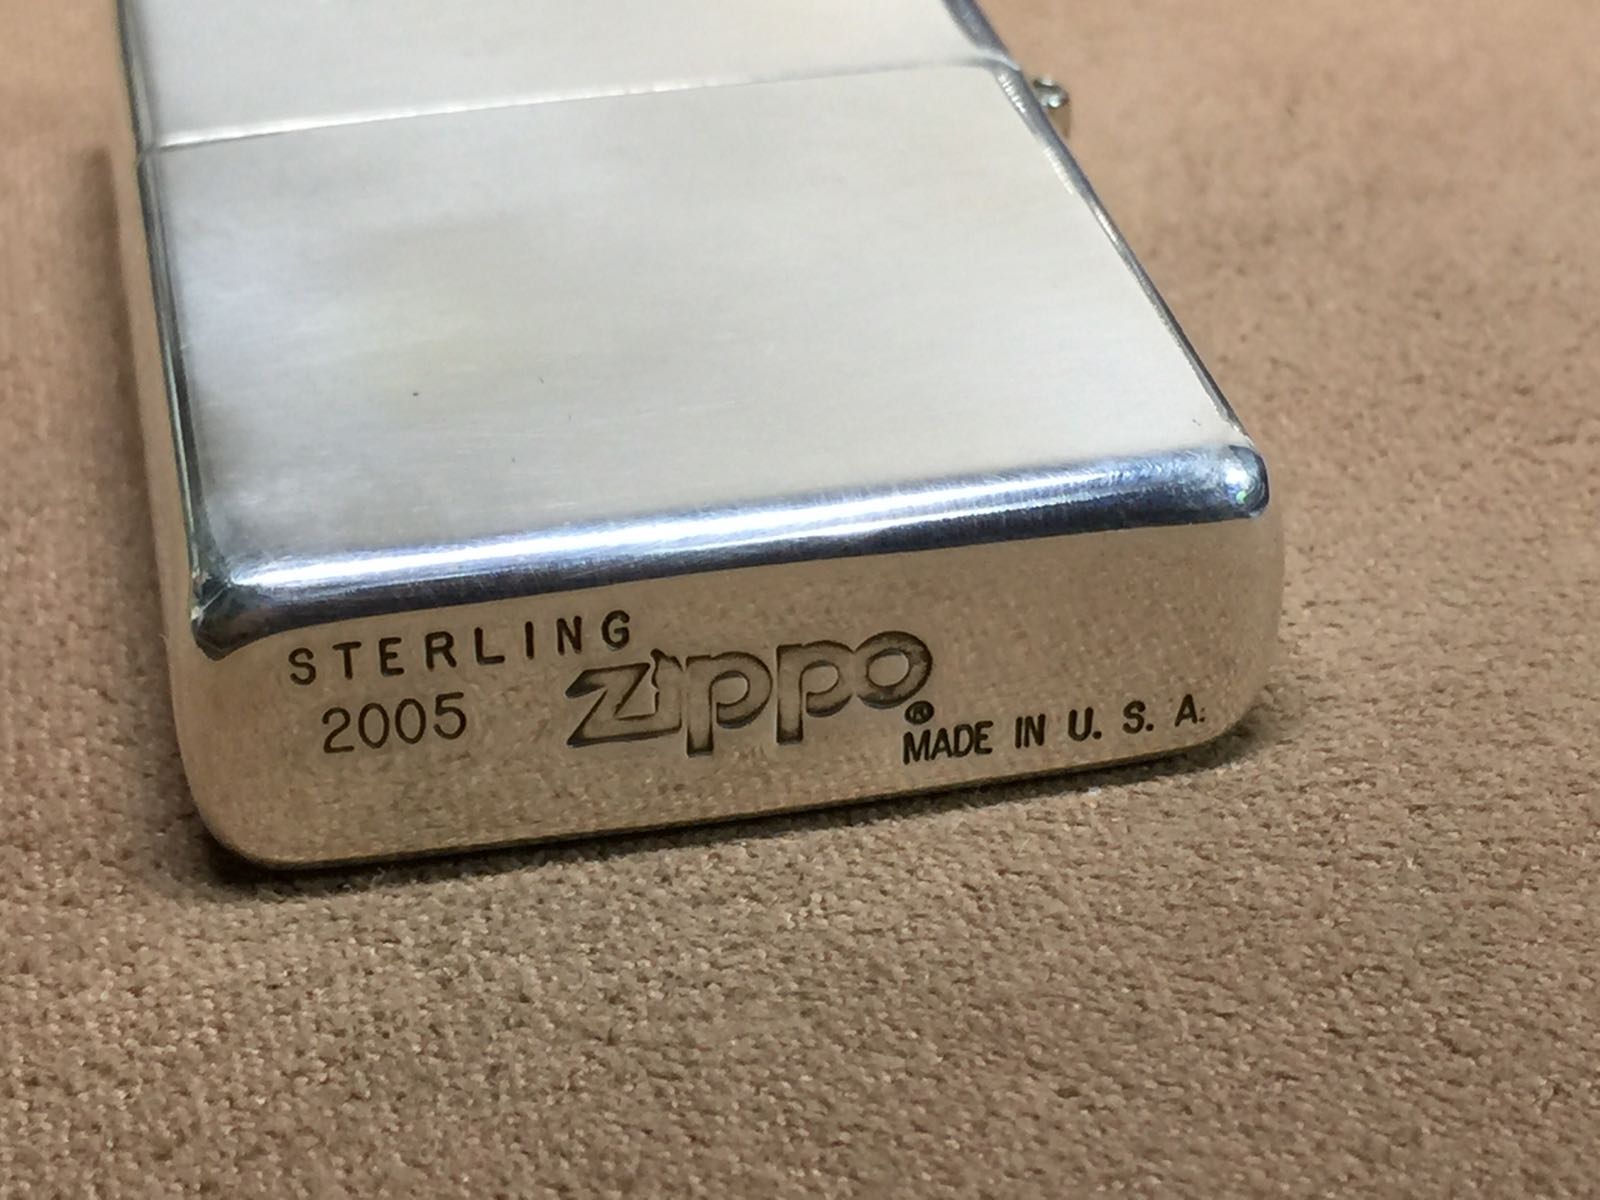 STERLING
2005
zippo®
MADE IN U. S. A.